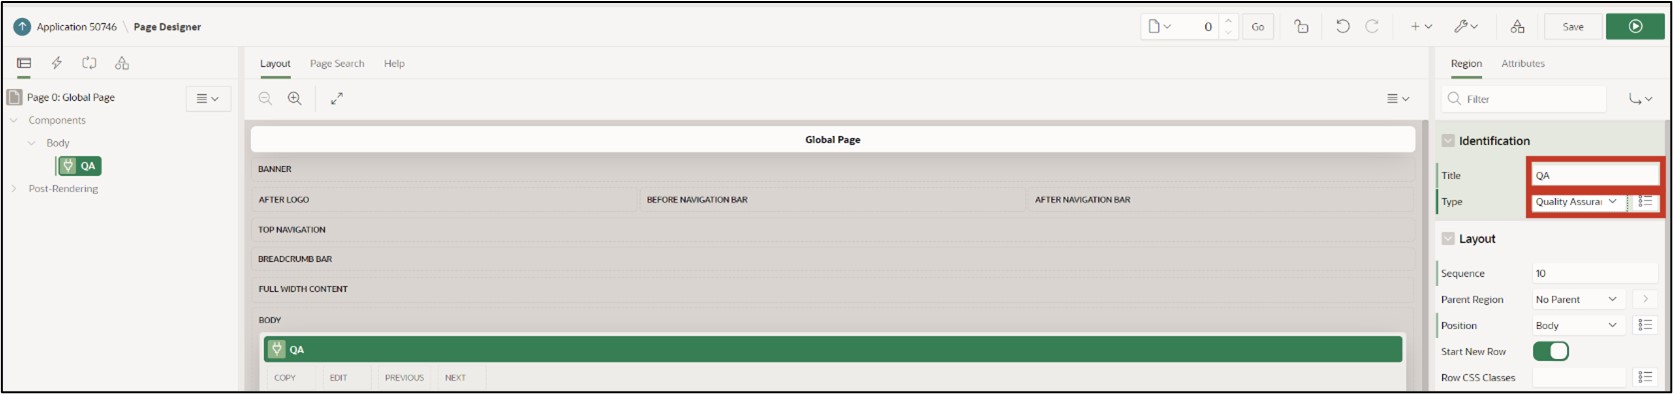 Application 50746 \ Page Designer
0
Go
Save
Page 0: Global Page
Components
Body
QA
Post-Rendering
Layout
Page Search
Help
Global Page
BANNER
AFTER LOGO
BEFORE NAVIGATION BAR
AFTER NAVIGATION BAR
TOP NAVIGATION
BREADCRUMB BAR
FULL WIDTH CONTENT
BODY
QA
COPY
EDIT
PREVIOUS
NEXT
Region
Attributes
Filter
Identification
Title
QA
Type
Quality Assura
Layout
Sequence
10
Parent Region
No Parent
Position
Body
Start New Row
Row CSS Classes